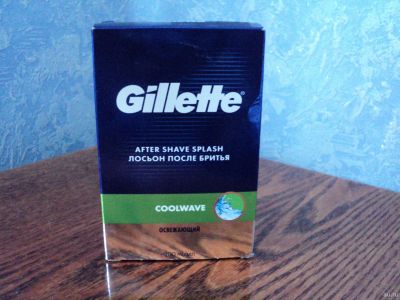 Gillette
AFTER SHAVE SPLASH
ЛОСЬОН ПОСЛЕ БРИТЬЯ
COOLWAVE
ОСВЕЖАЮЩИЙ